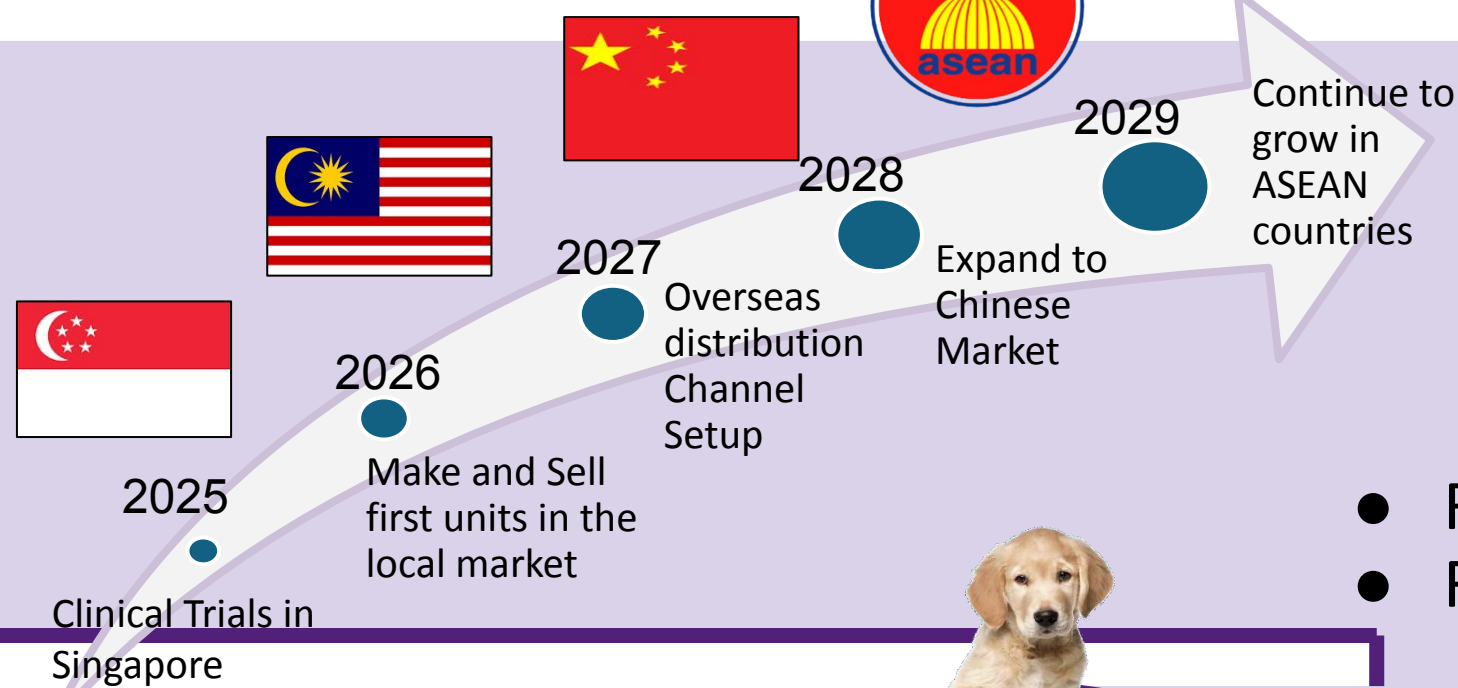 asean
2025
Clinical Trials in
Singapore
2026
Make and Sell
first units in the
local market
2027
Overseas
distribution
Channel
Setup
2028
Expand to
Chinese
Market
2029
Continue to
grow in
ASEAN
countries